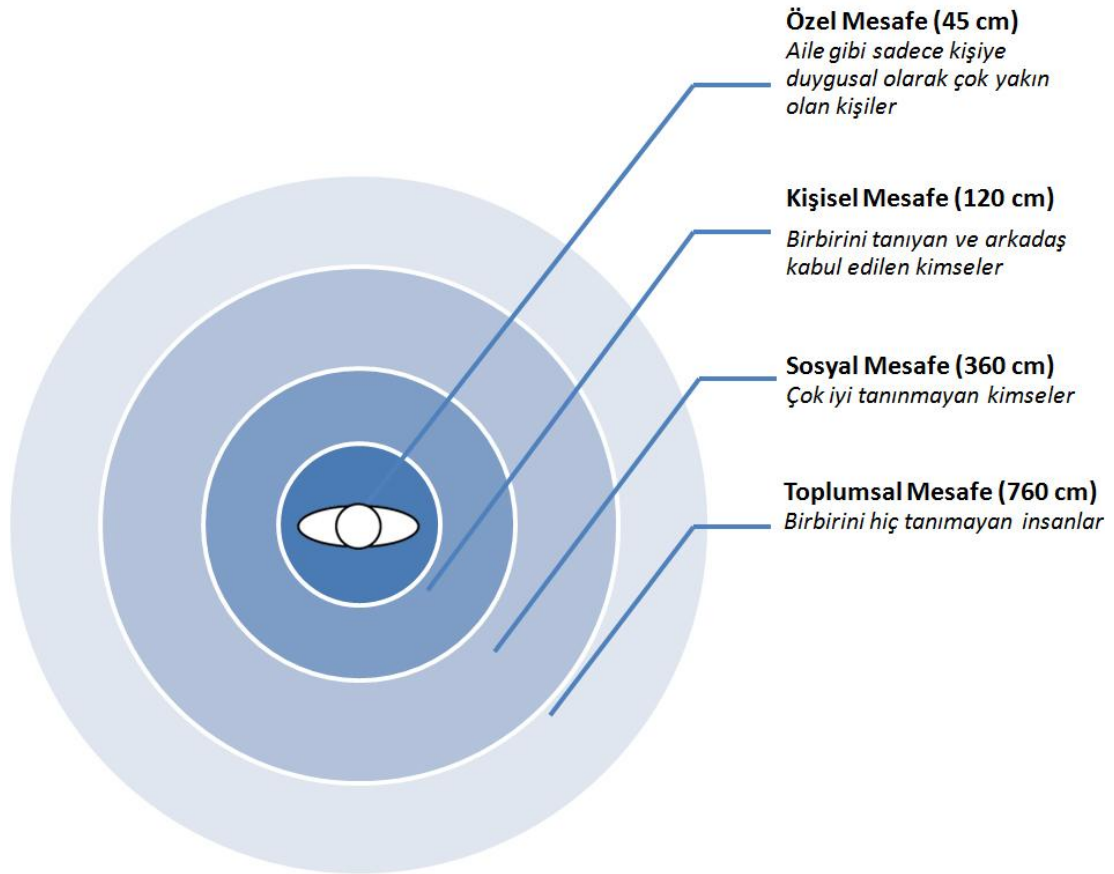 Özel Mesafe (45 cm)
Aile gibi sadece kişiye
duygusal olarak çok yakın
olan kişiler
Kişisel Mesafe (120 cm)
Birbirini tanıyan ve arkadaş
kabul edilen kimseler
Sosyal Mesafe (360 cm)
Çok iyi tanınmayan kimseler
Toplumsal Mesafe (760 cm)
Birbirini hiç tanımayan insanlar